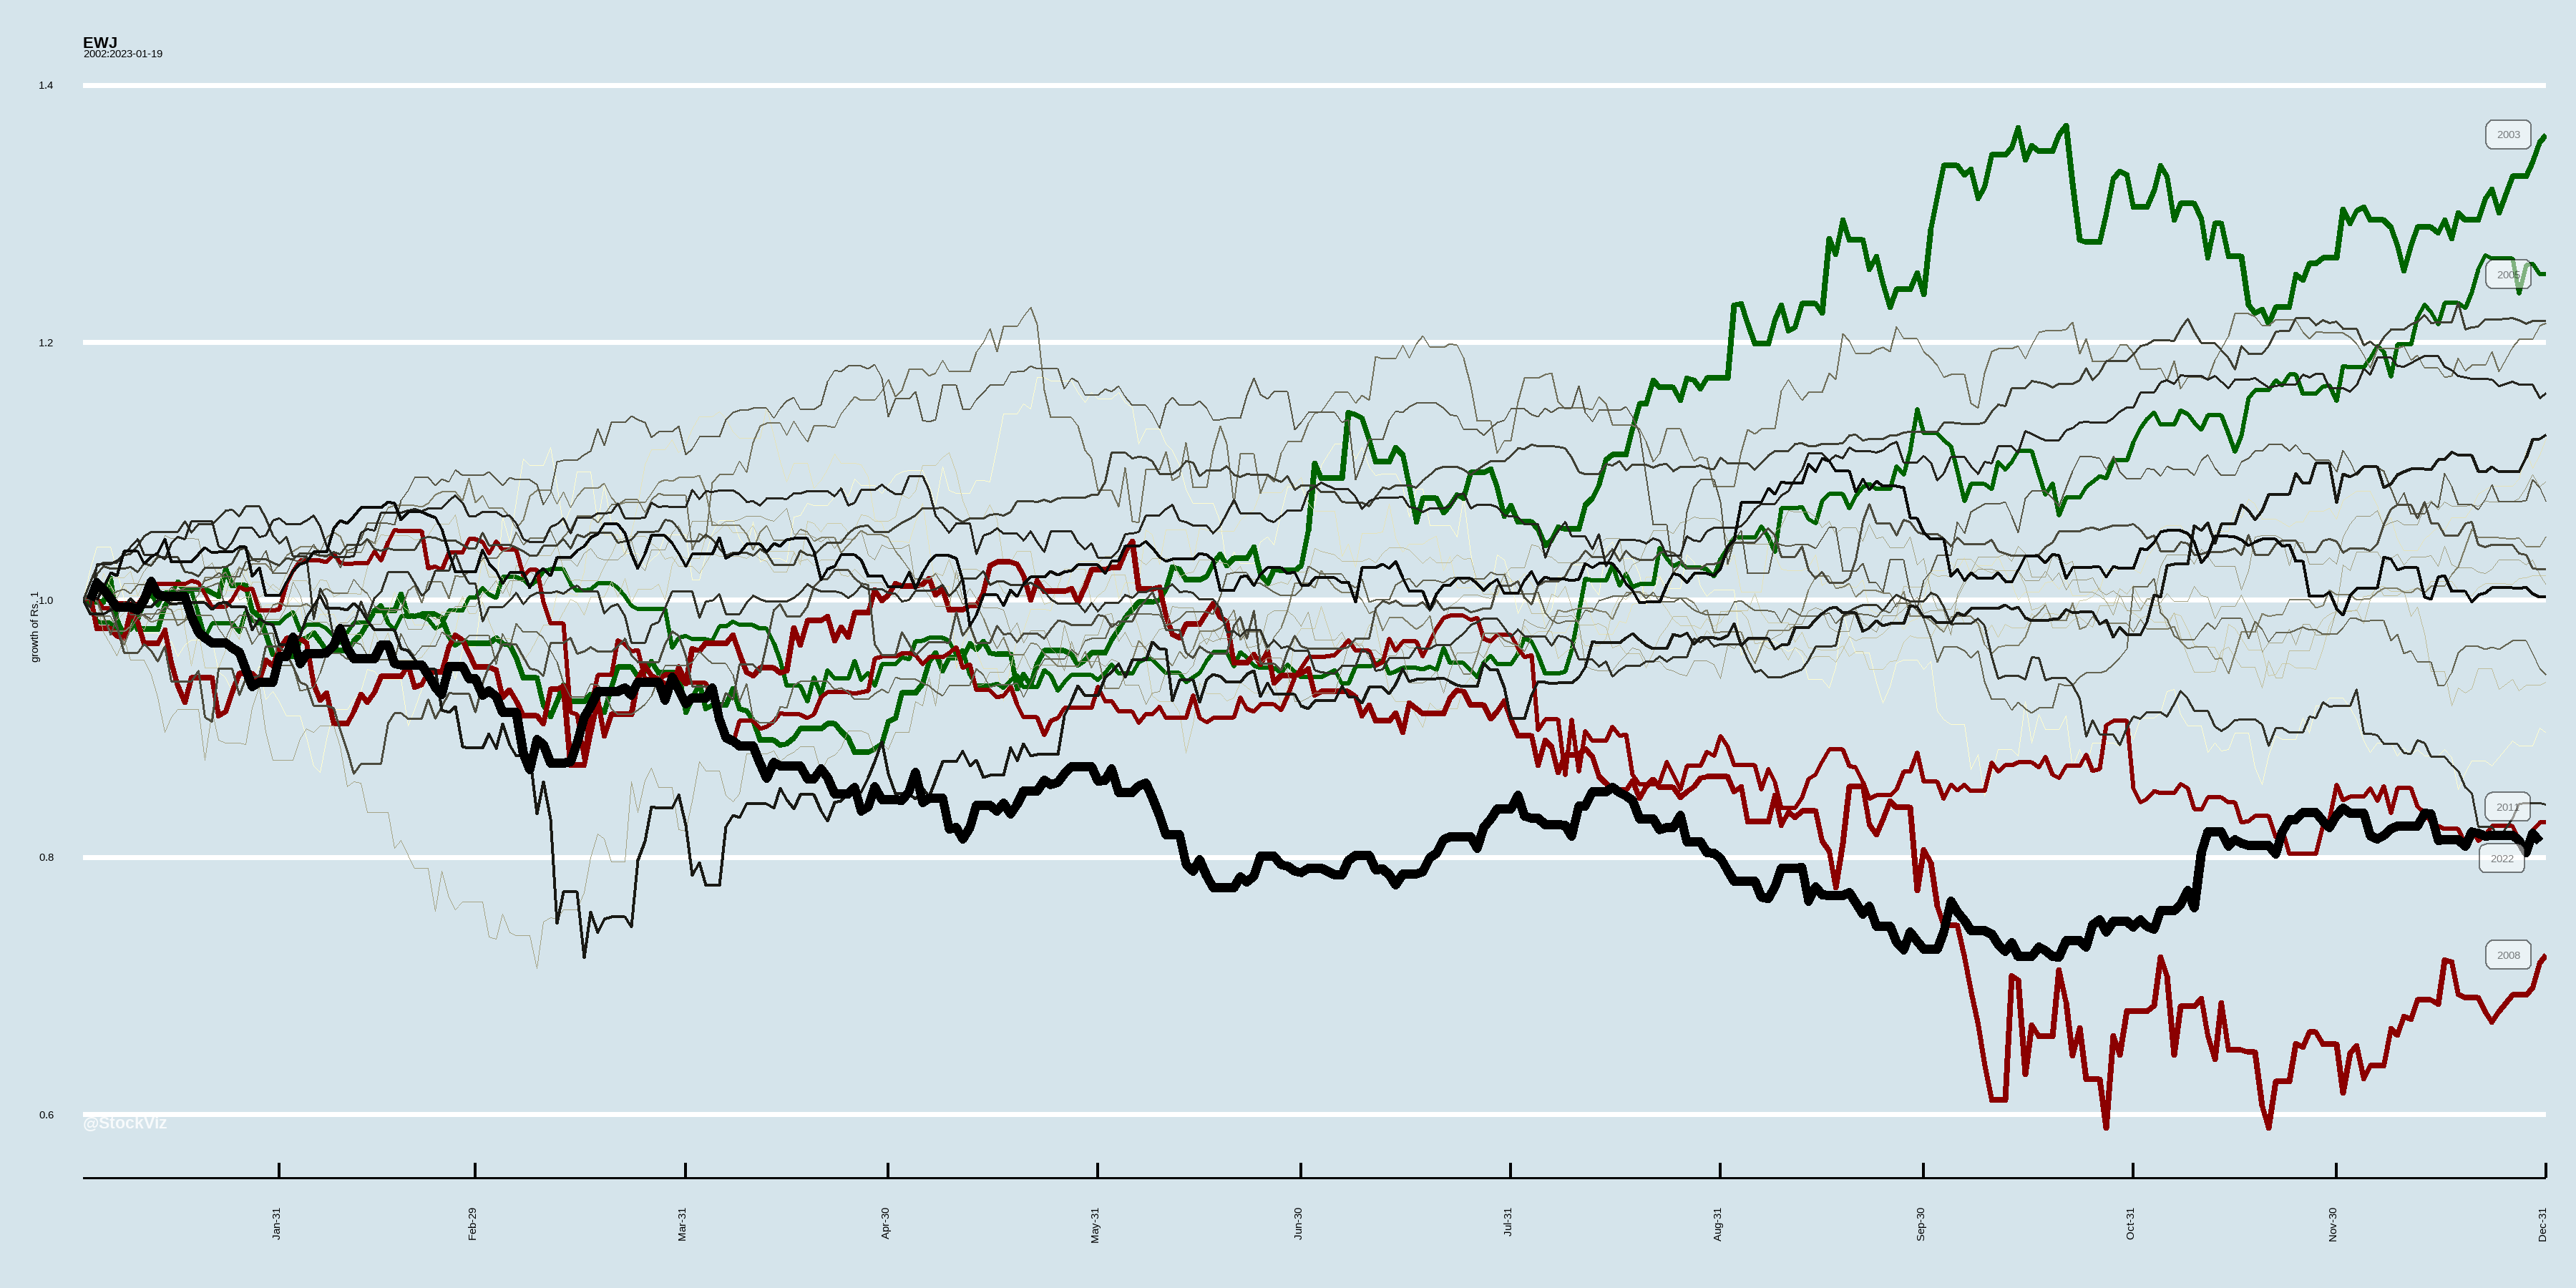 EWJ
2002:2023-01-19
1.4
1.2
1.0
0.8
0.6
growth of Rs. 1
2003
2005
2011
2022
2008
@StockViz
Jan-31
Feb-29
Mar-31
Apr-30
May-31
Jun-30
Jul-31
Aug-31
Sep-30
Oct-31
Nov-30
Dec-31